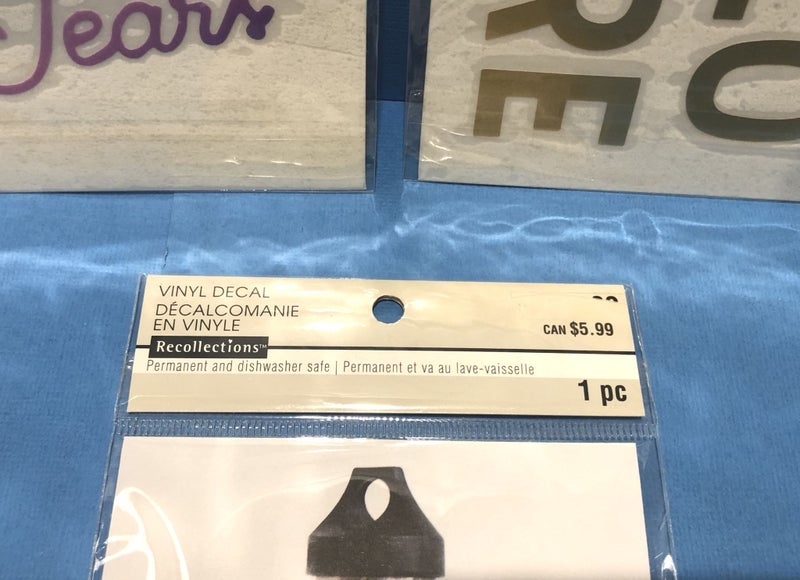 Tears
RE
O
VINYL DECAL
DÉCALCOMANIE
EN VINYLE
CAN $5.99
Recollections™
Permanent and dishwasher safe | Permanent et va au lave-vaisselle
1 pc